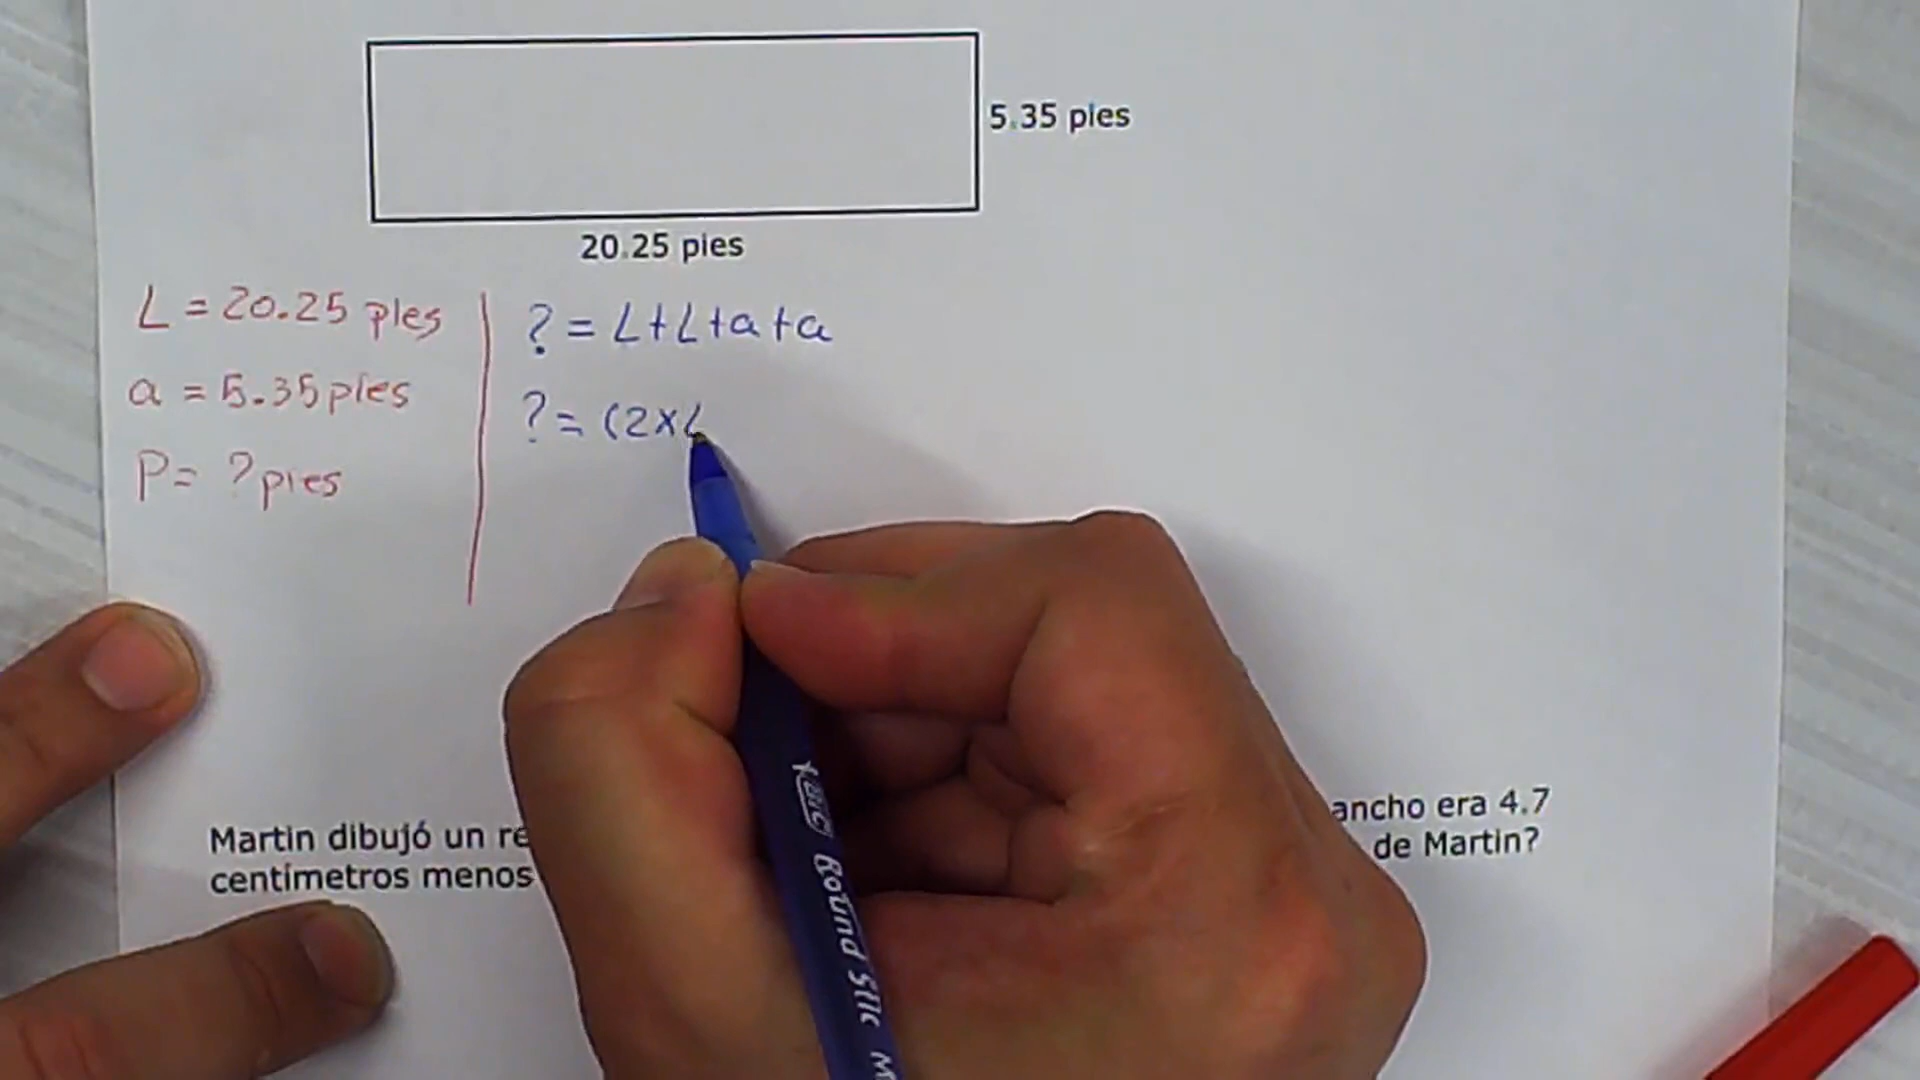 5.35 pies
20.25 pies
L = 20.25 pies
a = 5.35 pies
P = ? pies
? = L+L+a+a
? = (2×L
Martin dibujó un re
ancho era 4.7
centímetros menos
de Martin?
BIC Round Stic M